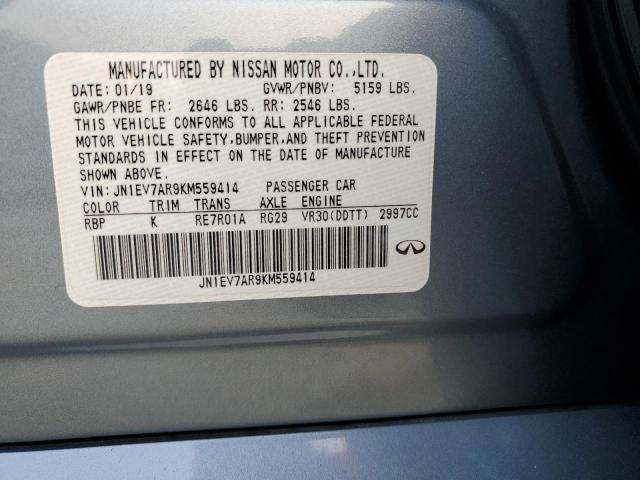 MANUFACTURED BY NISSAN MOTOR CO.,LTD.
DATE: 01/19 GVWR/PNBV: 5159 LBS.
GAWR/PNBE FR: 2646 LBS. RR: 2546 LBS.
THIS VEHICLE CONFORMS TO ALL APPLICABLE FEDERAL
MOTOR VEHICLE SAFETY,BUMPER,AND THEFT PREVENTION
STANDARDS IN EFFECT ON THE DATE OF MANUFACTURE
SHOWN ABOVE.
VIN: JN1EV7AR9KM559414 PASSENGER CAR
COLOR TRIM TRANS AXLE ENGINE
RBP K RE7R01A RG29 VR30(DDTT) 2997CC
JN1EV7AR9KM559414